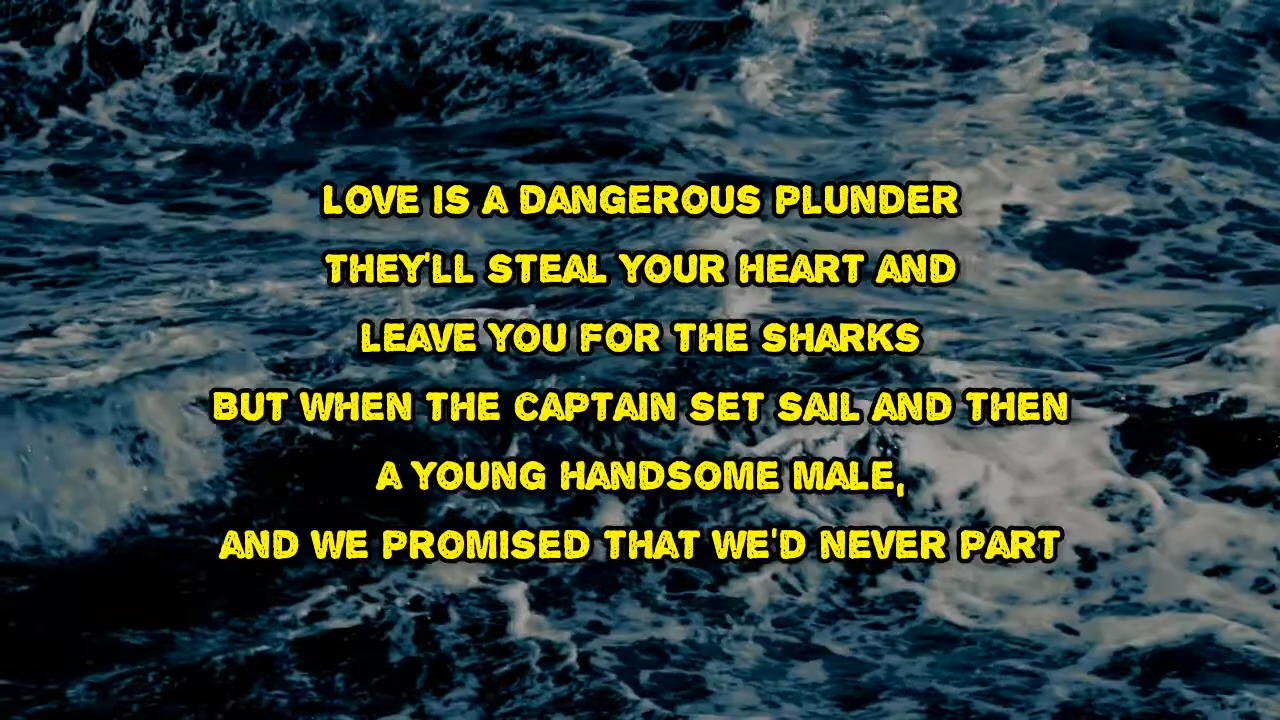 LOVE IS A DANGEROUS PLUNDER
THEY'LL STEAL YOUR HEART AND
LEAVE YOU FOR THE SHARKS
BUT WHEN THE CAPTAIN SET SAIL AND THEN
A YOUNG HANDSOME MALE,
AND WE PROMISED THAT WE'D NEVER PART